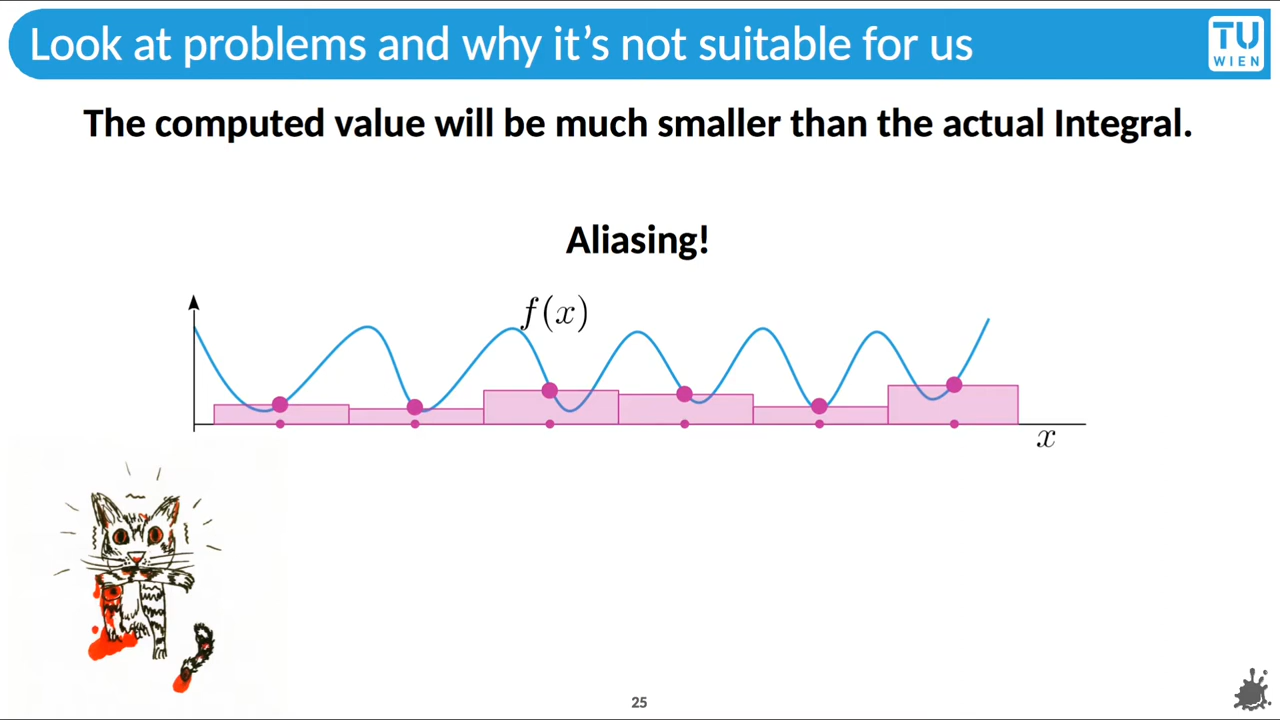 Look at problems and why it's not suitable for us
TU
WIEN
The computed value will be much smaller than the actual Integral.
Aliasing!
f(x)
x
25